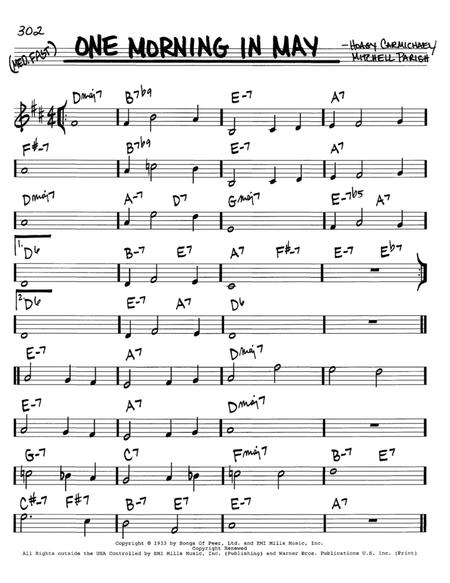 302
(MED. FAST) ONE MORNING IN MAY –HOAGY CARMICHAEL/
MITCHELL PARISH
Dmaj7 B7b9 E-7 A7
F#-7 B7b9 E-7 A7
Dmaj7 A-7 D7 Gmaj7 E-7b5 A7
1. D6 B-7 E7 A7 F#-7 E-7 Eb7
2. D6 E-7 A7 D6
E-7 A7 Dmaj7
E-7 A7 Dmaj7
G-7 C7 Fmaj7 B-7 E7
C#-7 F#7 B-7 E7 E-7 A7
Copyright © 1933 by Songs Of Peer, Ltd. and EMI Mills Music, Inc.
Copyright Renewed
All Rights outside the USA Controlled by EMI Mills Music, Inc. (Publishing) and Warner Bros. Publications U.S. Inc. (Print)